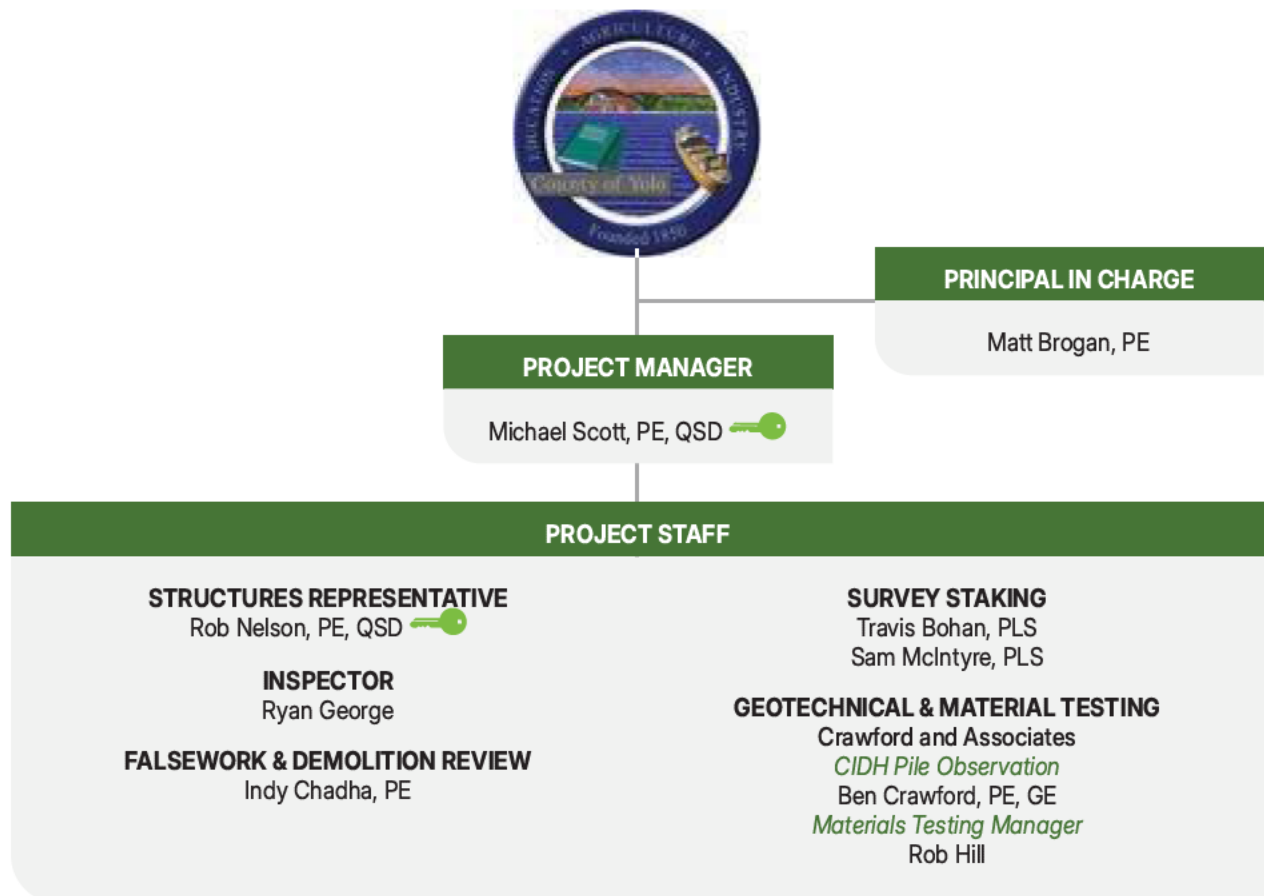 EDUCATION • AGRICULTURE • INDUSTRY
County of Yolo
Founded 1850
PRINCIPAL IN CHARGE
Matt Brogan, PE
PROJECT MANAGER
Michael Scott, PE, QSD
PROJECT STAFF
STRUCTURES REPRESENTATIVE
Rob Nelson, PE, QSD
INSPECTOR
Ryan George
FALSEWORK & DEMOLITION REVIEW
Indy Chadha, PE
SURVEY STAKING
Travis Bohan, PLS
Sam McIntyre, PLS
GEOTECHNICAL & MATERIAL TESTING
Crawford and Associates
CIDH Pile Observation
Ben Crawford, PE, GE
Materials Testing Manager
Rob Hill